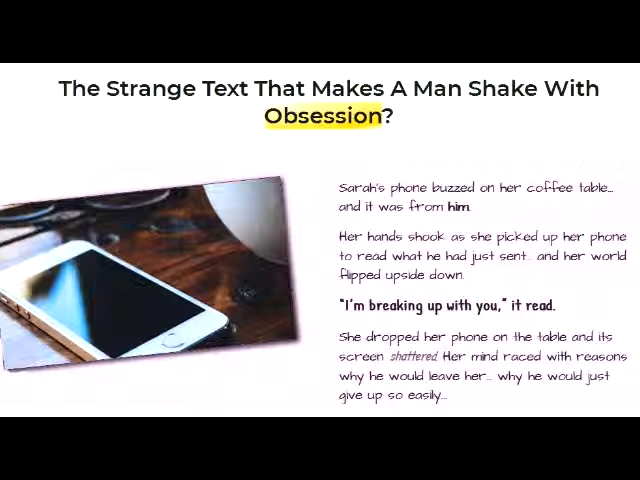 The Strange Text That Makes A Man Shake With
Obsession?
Sarah's phone buzzed on her coffee table...
and it was from him.
Her hands shook as she picked up her phone
to read what he had just sent... and her world
flipped upside down.
"I'm breaking up with you," it read.
She dropped her phone on the table and its
screen shattered. Her mind raced with reasons
why he would leave her... why he would just
give up so easily...